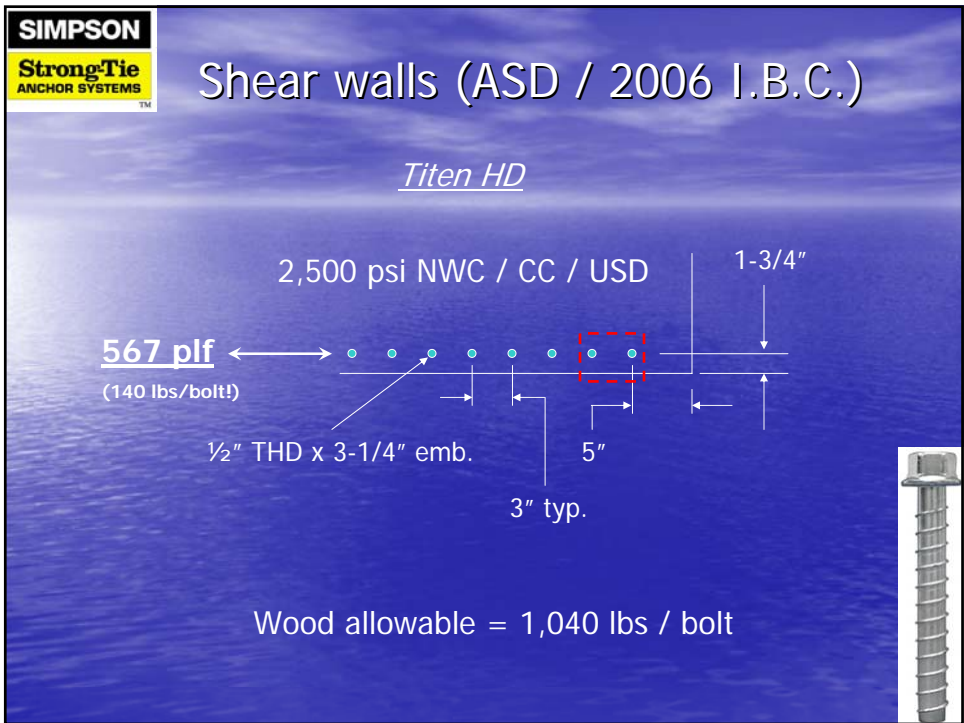 SIMPSON
Strong-Tie
ANCHOR SYSTEMS
TM
Shear walls (ASD / 2006 I.B.C.)
Titen HD
2,500 psi NWC / CC / USD
1-3/4"
567 plf
(140 lbs/bolt!)
½" THD x 3-1/4" emb.
5"
3" typ.
Wood allowable = 1,040 lbs / bolt